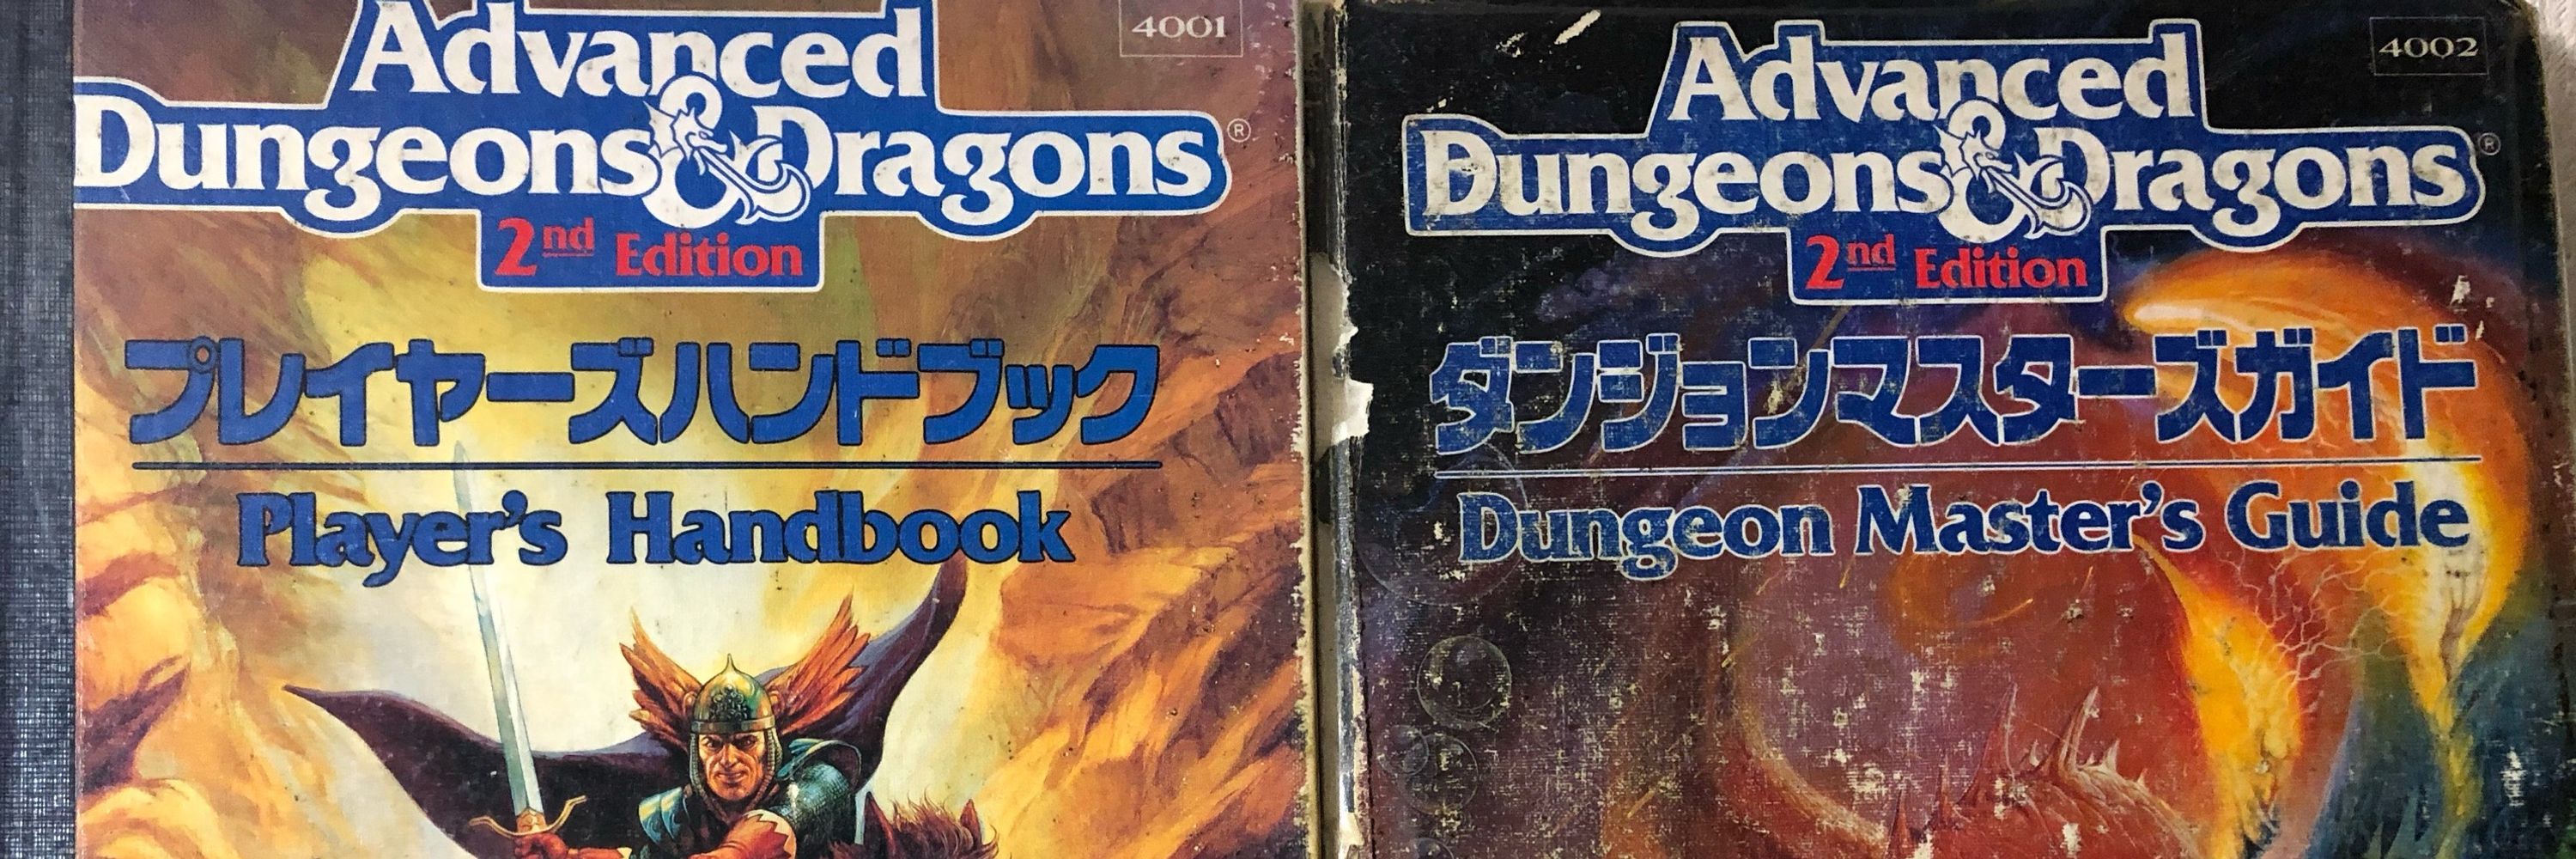 4001
Advanced
Dungeons & Dragons®
2nd Edition
プレイヤーズハンドブック
Player's Handbook
4002
Advanced
Dungeons & Dragons®
2nd Edition
ダンジョンマスターズガイド
Dungeon Master's Guide